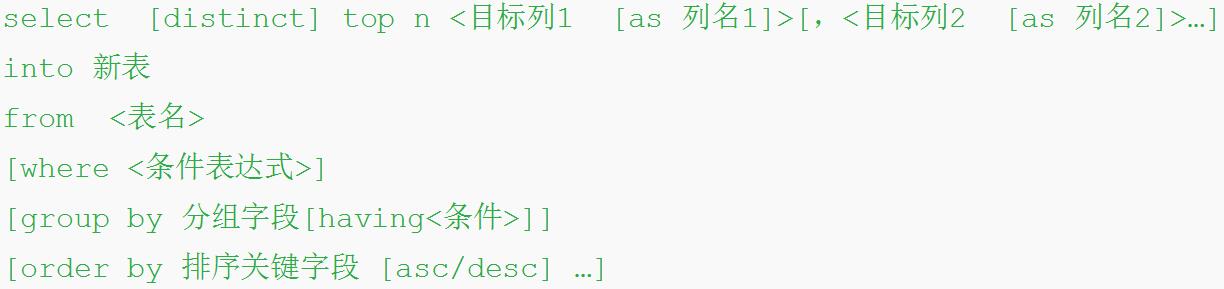 select  [distinct] top n <目标列1  [as 列名1]>[，<目标列2  [as 列名2]>…]
into 新表
from  <表名>
[where <条件表达式>]
[group by 分组字段[having<条件>]]
[order by 排序关键字段 [asc/desc] …]